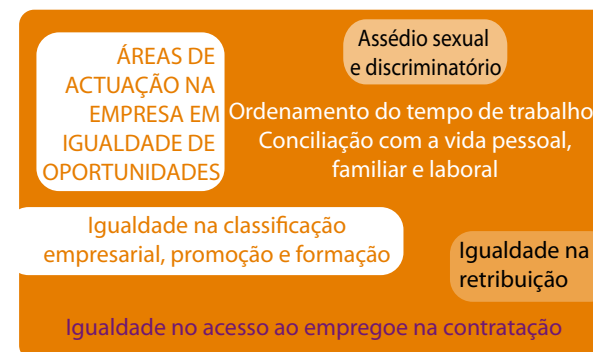 ÁREAS DE
ACTUAÇÃO NA
EMPRESA EM
IGUALDADE DE
OPORTUNIDADES
Assédio sexual
e discriminatório
Ordenamento do tempo de trabalho
Conciliação com a vida pessoal,
familiar e laboral
Igualdade na classificação
empresarial, promoção e formação
Igualdade na
retribuição
Igualdade no acesso ao empregoe na contratação